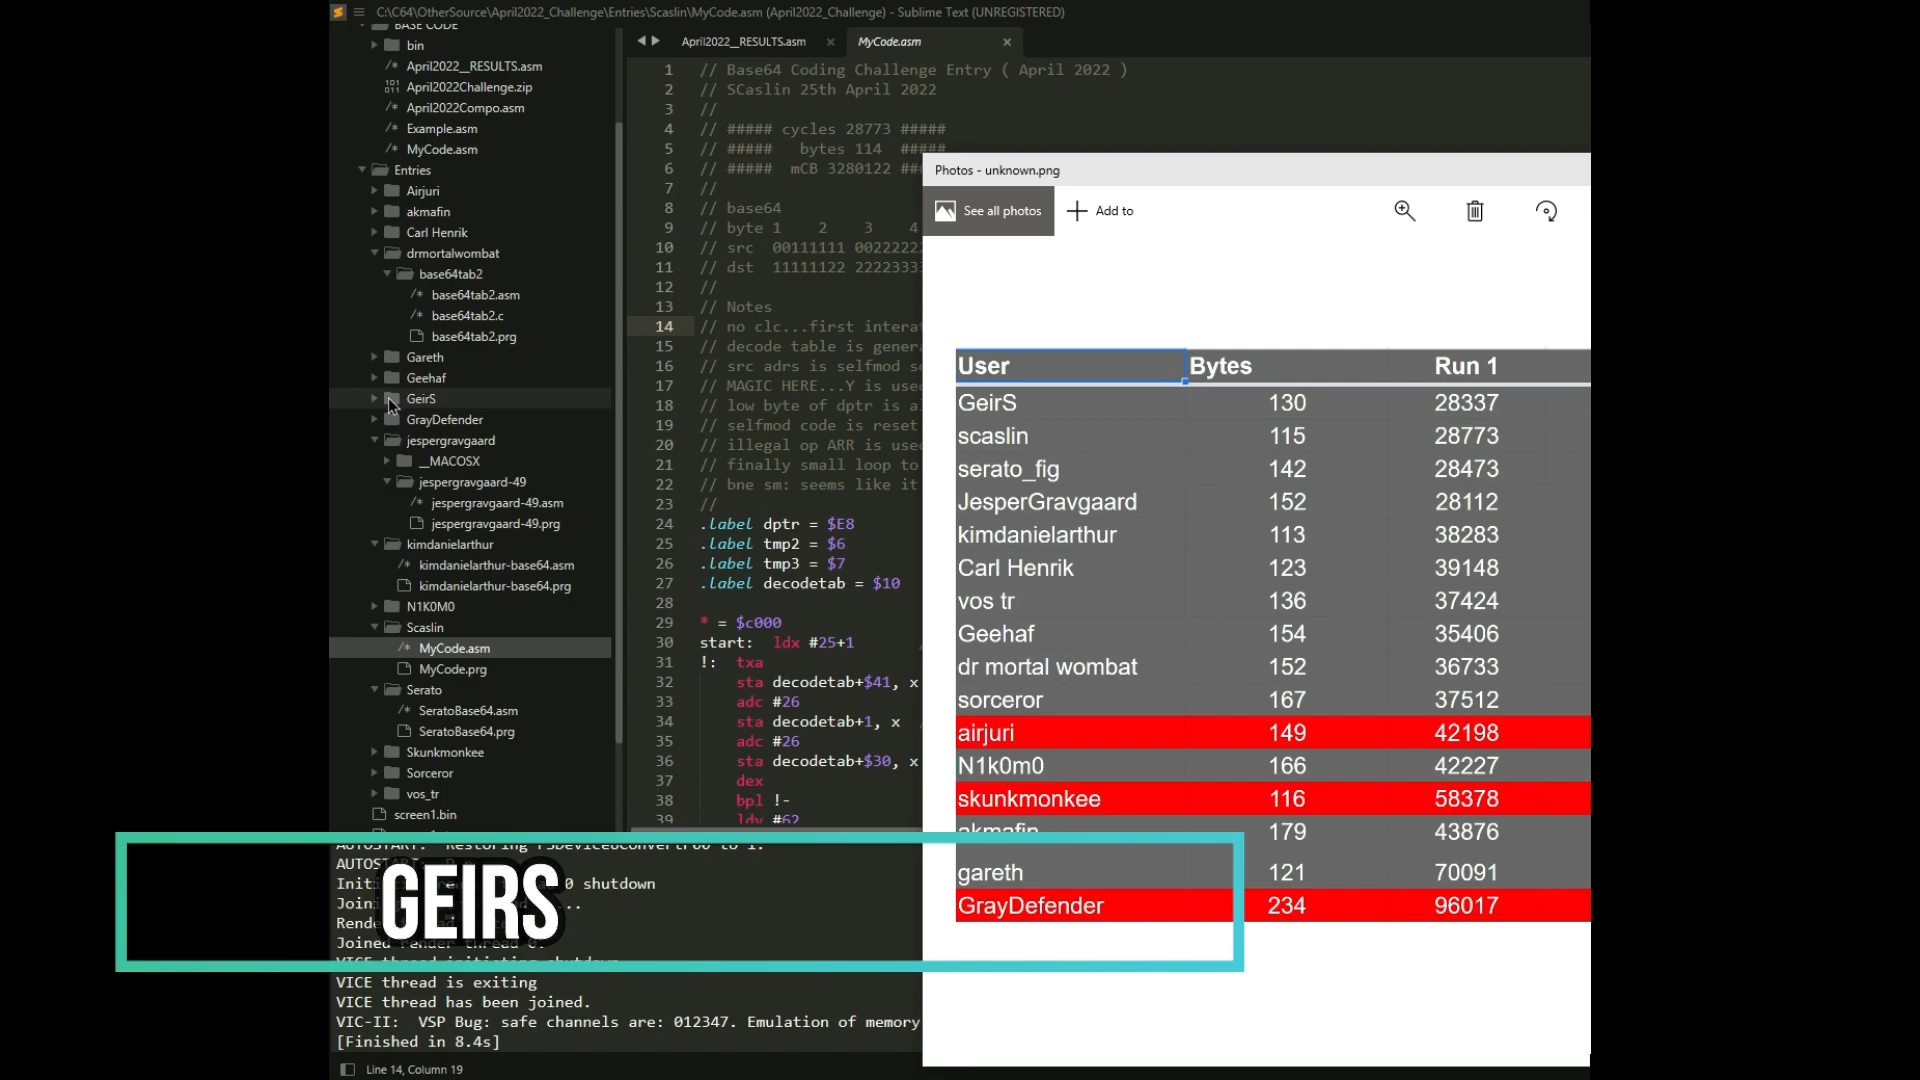 C:\C64\OtherSource\April2022_Challenge\Entries\Scaslin\MyCode.asm (April2022_Challenge) - Sublime Text (UNREGISTERED)
BASE CODE
bin
April2022__RESULTS.asm
April2022Challenge.zip
April2022Compo.asm
Example.asm
MyCode.asm
Entries
Airjuri
akmafin
Carl Henrik
drmortalwombat
base64tab2
base64tab2.asm
base64tab2.c
base64tab2.prg
Gareth
Geehaf
GeirS
GrayDefender
jespergravgaard
__MACOSX
jespergravgaard-49
jespergravgaard-49.asm
jespergravgaard-49.prg
kimdanielarthur
kimdanielarthur-base64.asm
kimdanielarthur-base64.prg
N1K0M0
Scaslin
MyCode.asm
MyCode.prg
Serato
SeratoBase64.asm
SeratoBase64.prg
Skunkmonkee
Sorceror
vos_tr
screen1.bin
April2022__RESULTS.asm
MyCode.asm
1 // Base64 Coding Challenge Entry ( April 2022 )
2 // SCaslin 25th April 2022
3 //
4 // ##### cycles 28773 #####
5 // ##### bytes 114 #####
6 // ##### mCB 3280122 ##
7 //
8 // base64
9 // byte 1 2 3 4
10 // src 00111111 00222222
11 // dst 11111122 22223333
12 //
13 // Notes
14 // no clc...first intera
15 // decode table is genera
16 // src adrs is selfmod s
17 // MAGIC HERE...Y is used
18 // low byte of dptr is a
19 // selfmod code is reset
20 // illegal op ARR is used
21 // finally small loop to
22 // bne sm: seems like it
23 //
24 .label dptr = $E8
25 .label tmp2 = $6
26 .label tmp3 = $7
27 .label decodetab = $10
28
29 * = $c000
30 start: ldx #25+1
31 !: txa
32 sta decodetab+$41, x
33 adc #26
34 sta decodetab+1, x
35 adc #26
36 sta decodetab+$30, x
37 dex
38 bpl !-
39 ldy #62
Photos - unknown.png
See all photos
Add to
User Bytes Run 1
GeirS 130 28337
scaslin 115 28773
serato_fig 142 28473
JesperGravgaard 152 28112
kimdanielarthur 113 38283
Carl Henrik 123 39148
vos tr 136 37424
Geehaf 154 35406
dr mortal wombat 152 36733
sorceror 167 37512
airjuri 149 42198
N1k0m0 166 42227
skunkmonkee 116 58378
akmafin 179 43876
gareth 121 70091
GrayDefender 234 96017
GEIRS
0 shutdown
VICE thread is exiting
VICE thread has been joined.
VIC-II: VSP Bug: safe channels are: 012347. Emulation of memory
[Finished in 8.4s]
Line 14, Column 19